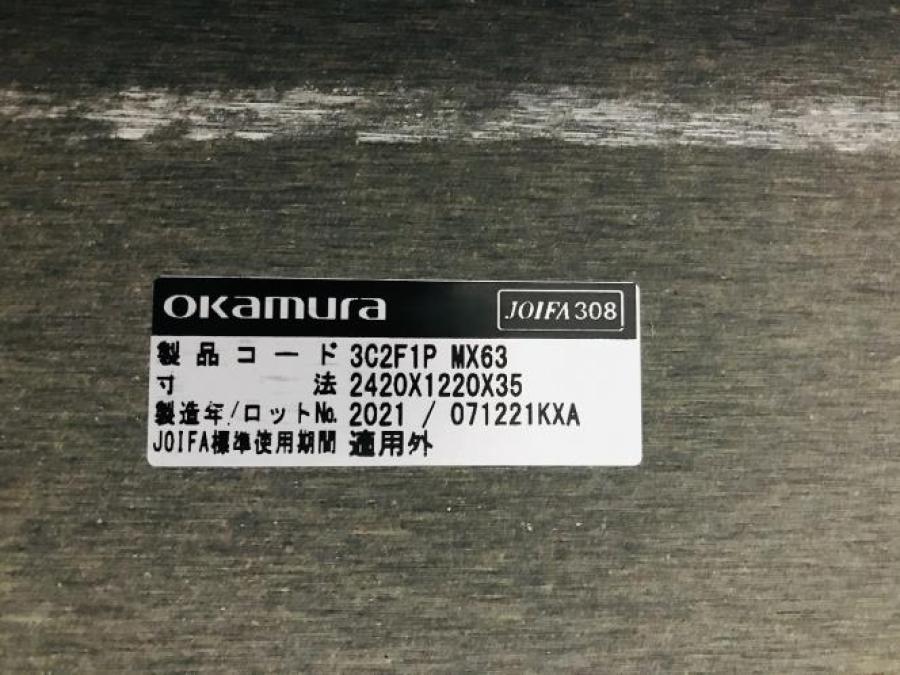 okamura JOIFA308
製品コード 3C2F1P MX63
寸法 2420X1220X35
製造年/ロットNo. 2021 / 071221KXA
JOIFA標準使用期間 適用外